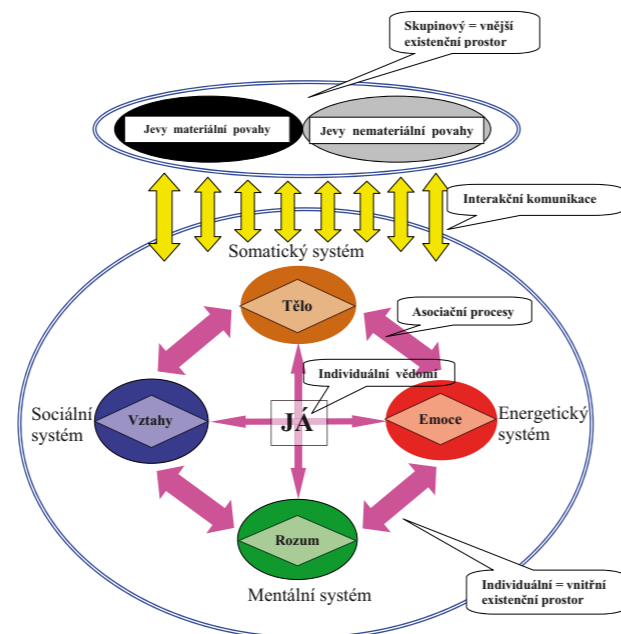 Skupinový = vnější
existenční prostor
Jevy materiální povahy
Jevy nemateriální povahy
Interakční komunikace
Somatický systém
Tělo
Asociační procesy
Individuální vědomí
Sociální
systém
Vztahy
JÁ
Emoce
Energetický
systém
Rozum
Mentální systém
Individuální = vnitřní
existenční prostor